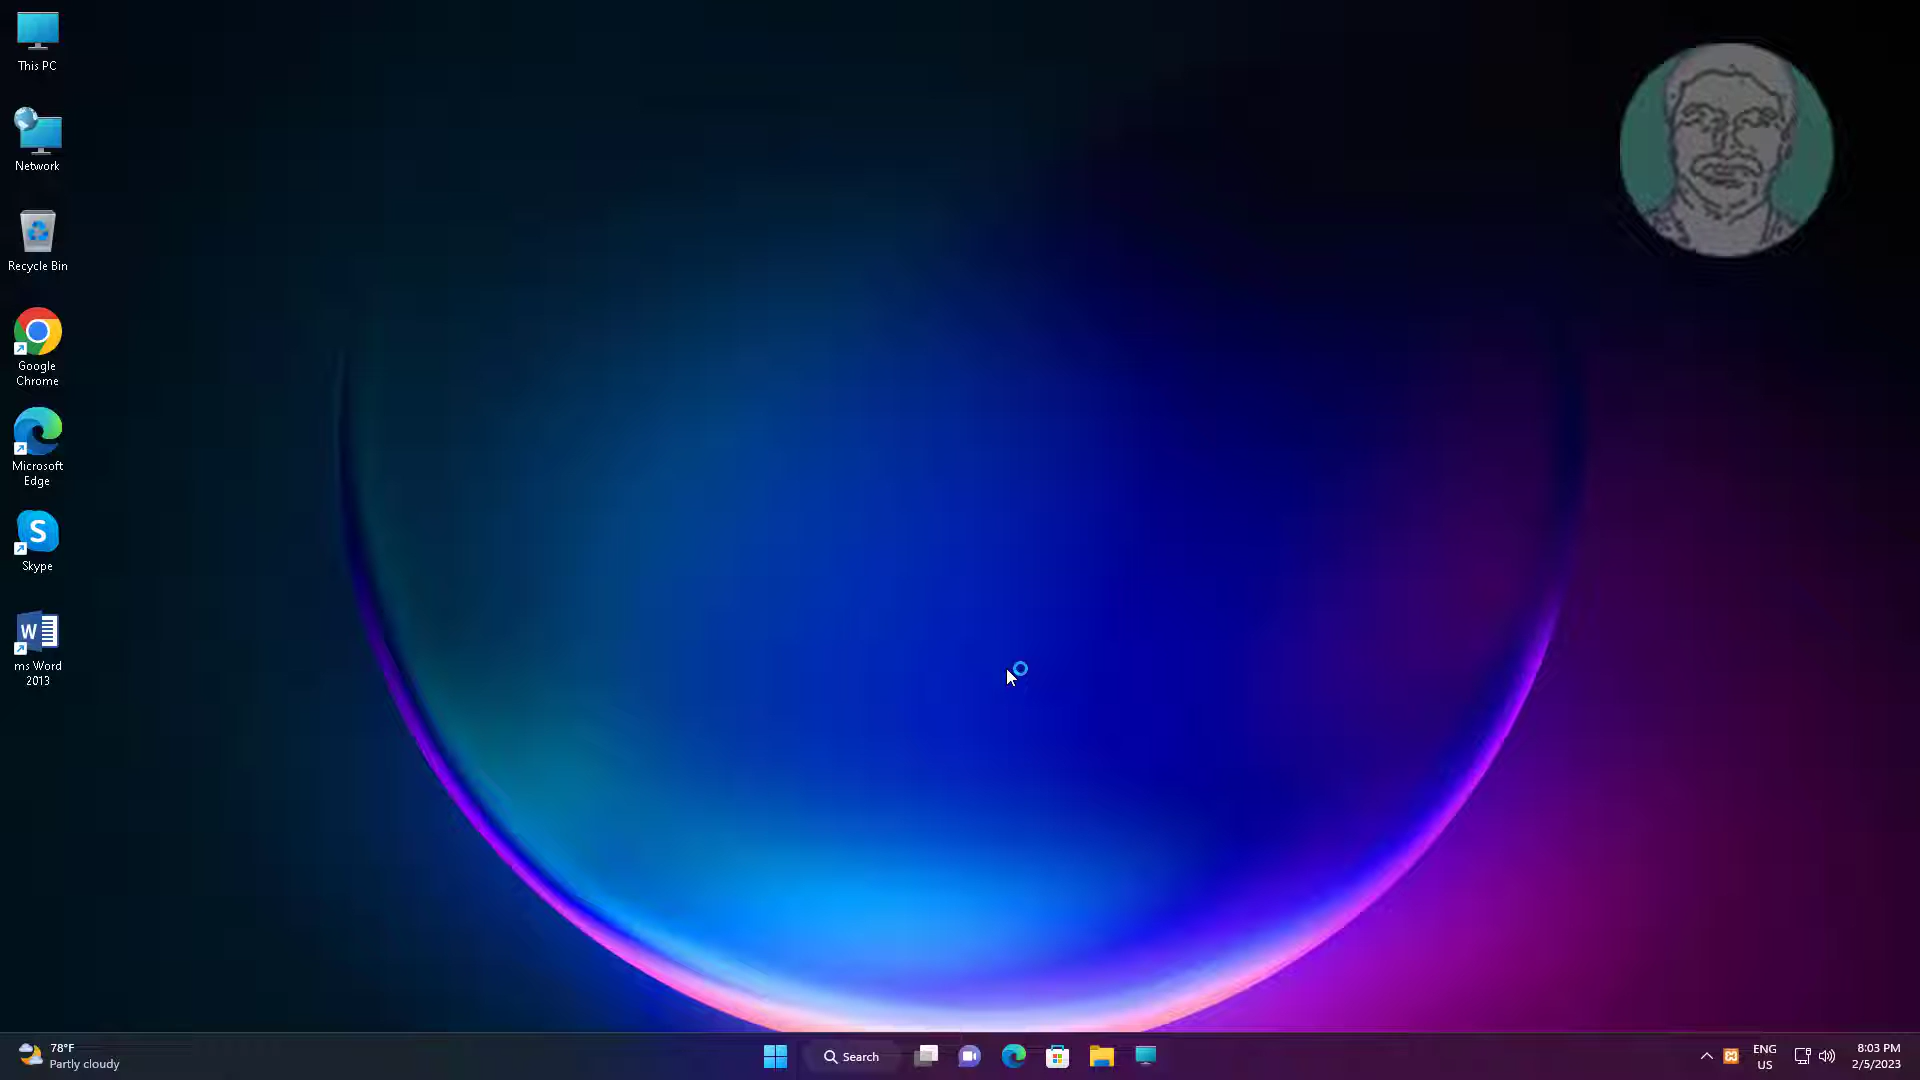 This PC
Network
Recycle Bin
Google
Chrome
Microsoft
Edge
S
Skype
W
ms Word
2013
78°F
Partly cloudy
Search
ENG
US
8:03 PM
2/5/2023